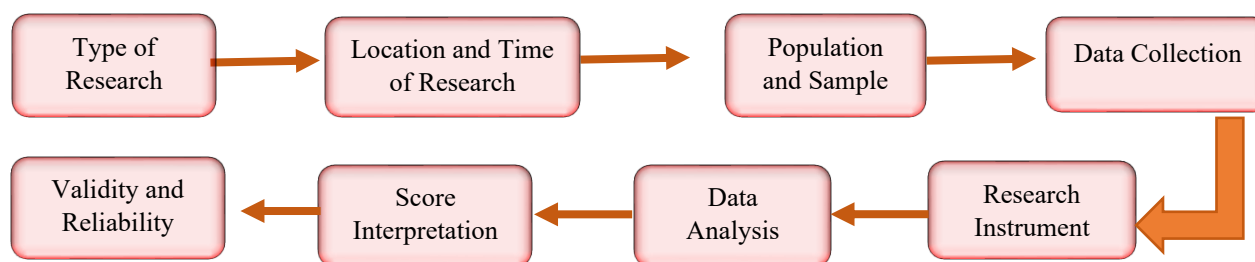 Type of
Research
Location and Time
of Research
Population
and Sample
Data Collection
Research
Instrument
Data
Analysis
Score
Interpretation
Validity and
Reliability